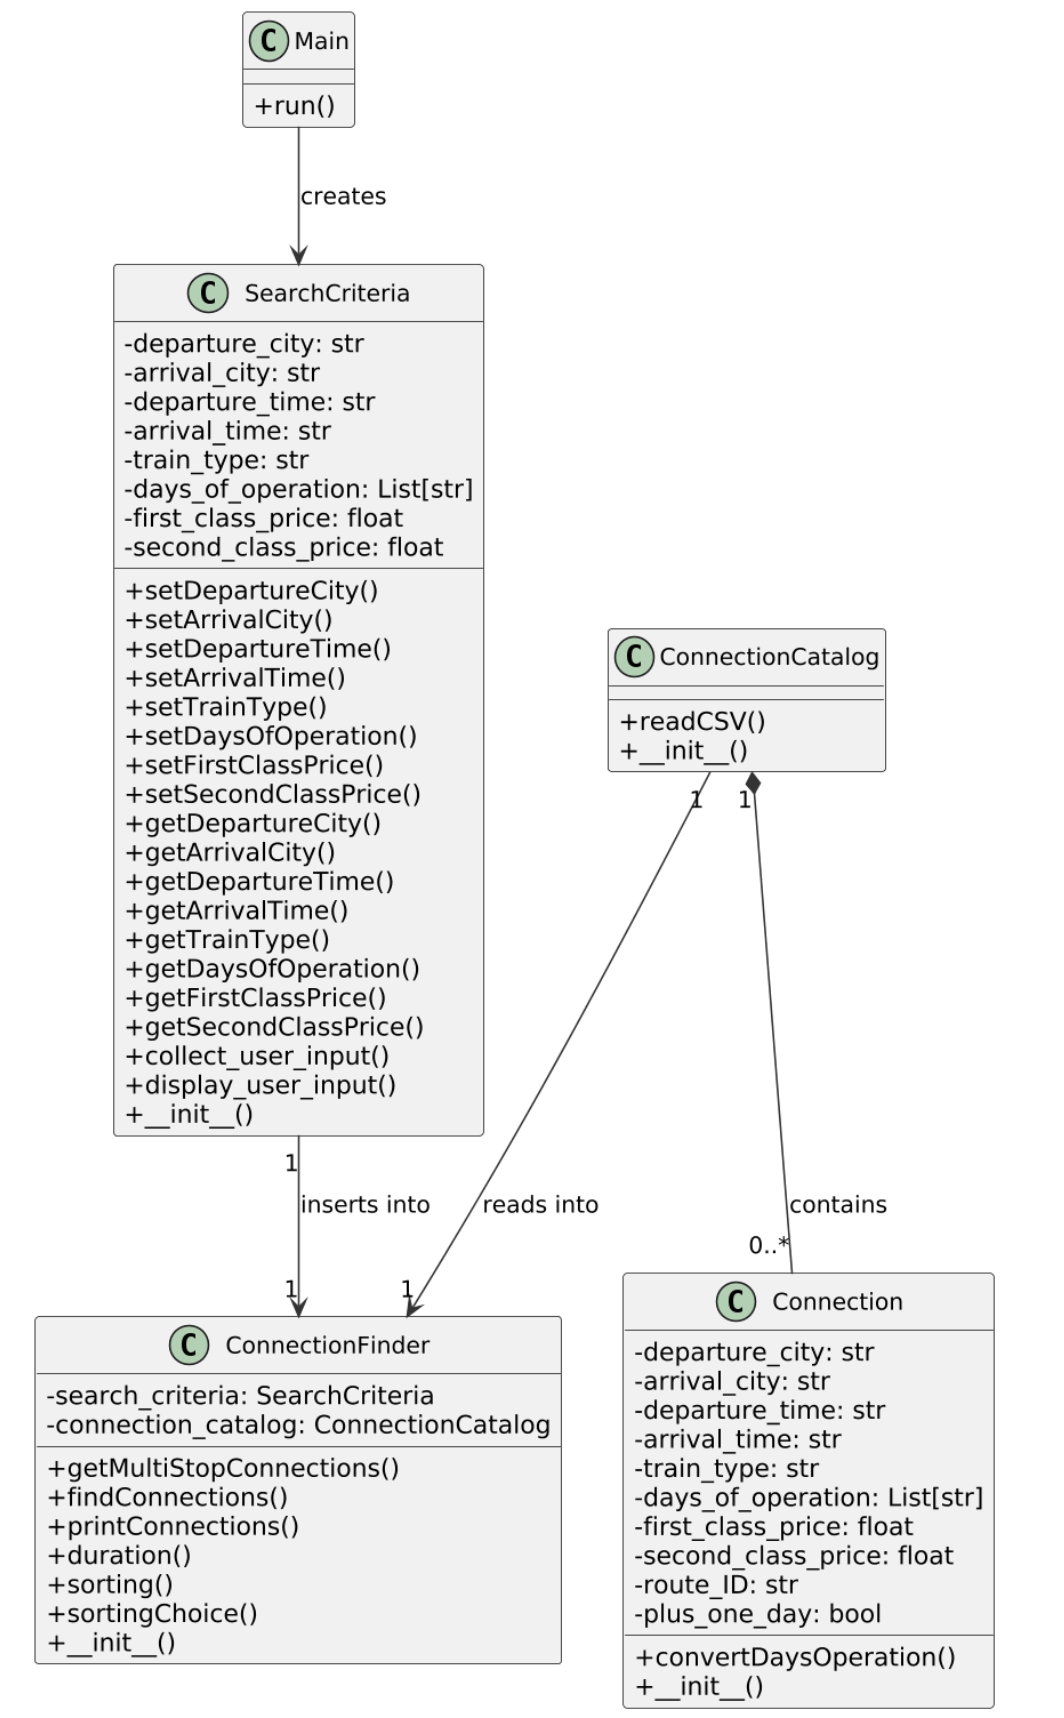 C Main
+run()
creates
C SearchCriteria
-departure_city: str
-arrival_city: str
-departure_time: str
-arrival_time: str
-train_type: str
-days_of_operation: List[str]
-first_class_price: float
-second_class_price: float
+setDepartureCity()
+setArrivalCity()
+setDepartureTime()
+setArrivalTime()
+setTrainType()
+setDaysOfOperation()
+setFirstClassPrice()
+setSecondClassPrice()
+getDepartureCity()
+getArrivalCity()
+getDepartureTime()
+getArrivalTime()
+getTrainType()
+getDaysOfOperation()
+getFirstClassPrice()
+getSecondClassPrice()
+collect_user_input()
+display_user_input()
+__init__()
C ConnectionCatalog
+readCSV()
+__init__()
1
1
1
inserts into
reads into
contains
0..*
1
1
C ConnectionFinder
-search_criteria: SearchCriteria
-connection_catalog: ConnectionCatalog
+getMultiStopConnections()
+findConnections()
+printConnections()
+duration()
+sorting()
+sortingChoice()
+__init__()
C Connection
-departure_city: str
-arrival_city: str
-departure_time: str
-arrival_time: str
-train_type: str
-days_of_operation: List[str]
-first_class_price: float
-second_class_price: float
-route_ID: str
-plus_one_day: bool
+convertDaysOperation()
+__init__()